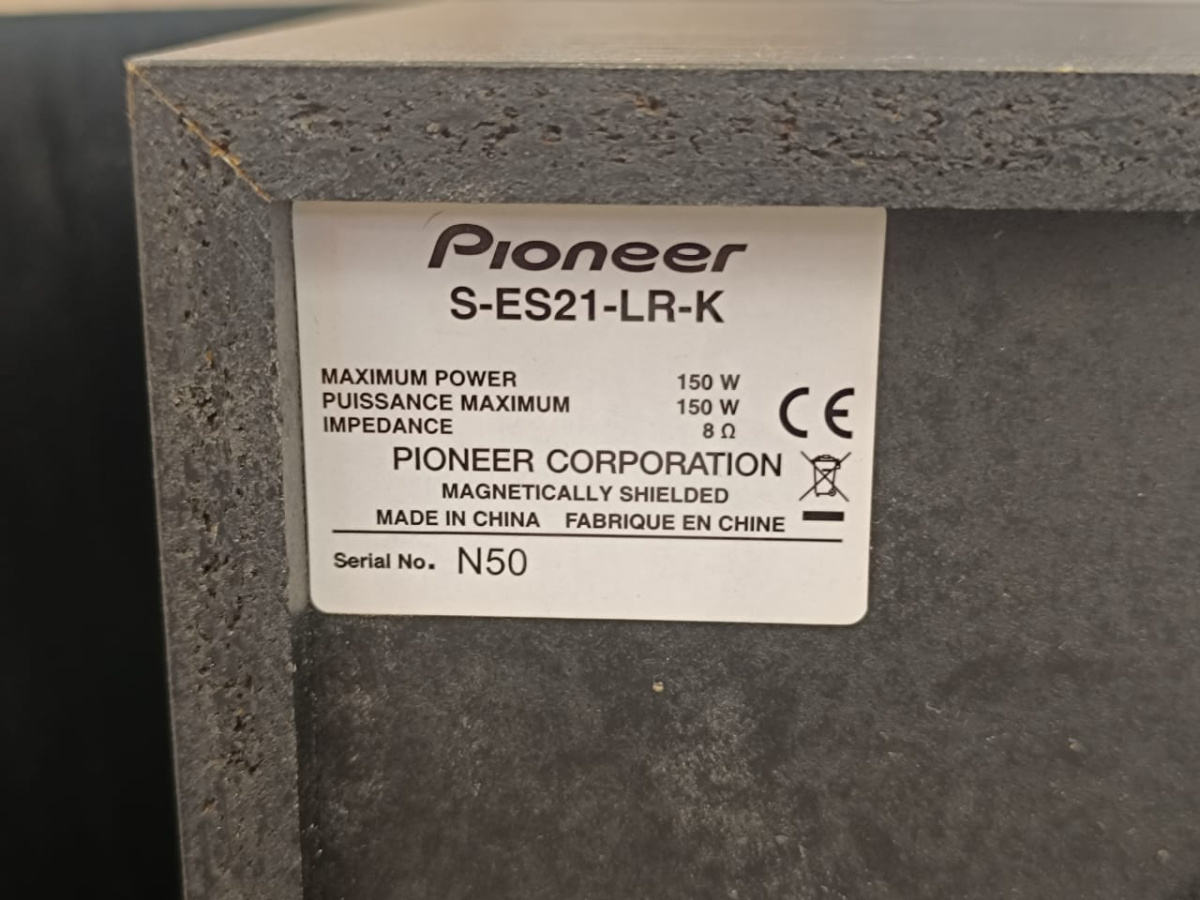 Pioneer
S-ES21-LR-K
MAXIMUM POWER 150 W
PUISSANCE MAXIMUM 150 W
IMPEDANCE 8 Ω
CE
PIONEER CORPORATION
MAGNETICALLY SHIELDED
MADE IN CHINA FABRIQUE EN CHINE
Serial No. N50